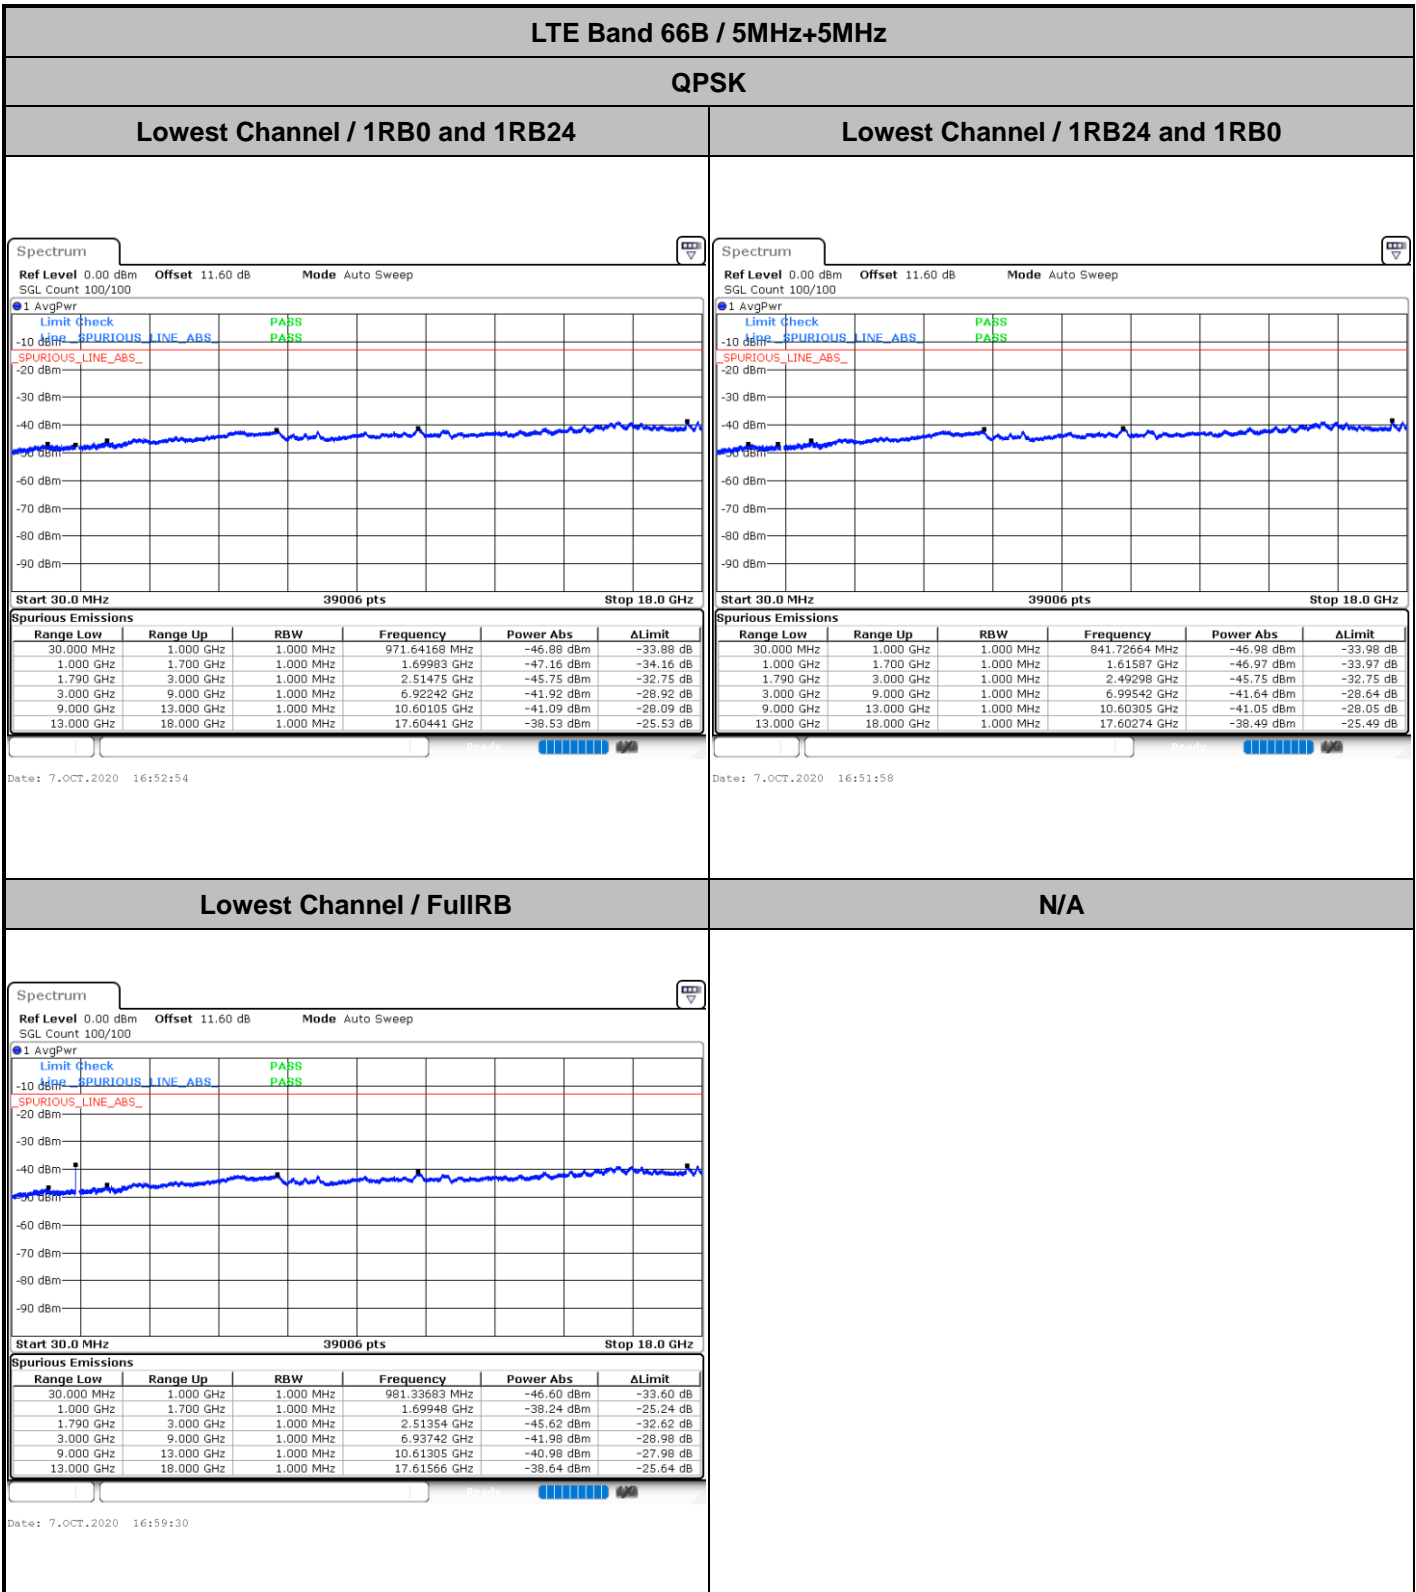 LTE Band 66B / 5MHz+5MHz
QPSK
Lowest Channel / 1RB0 and 1RB24
Lowest Channel / 1RB24 and 1RB0
Spectrum
Ref Level 0.00 dBm Offset 11.60 dB Mode Auto Sweep
SGL Count 100/100
1 AvgPwr
Limit Check PASS
Line _SPURIOUS_LINE_ABS_ PASS
-10 dBm
_SPURIOUS_LINE_ABS_
-20 dBm
-30 dBm
-40 dBm
-50 dBm
-60 dBm
-70 dBm
-80 dBm
-90 dBm
Start 30.0 MHz 39006 pts Stop 18.0 GHz
Spurious Emissions
Range Low Range Up RBW Frequency Power Abs ΔLimit
30.000 MHz 1.000 GHz 1.000 MHz 971.64168 MHz -46.88 dBm -33.88 dB
1.000 GHz 1.700 GHz 1.000 MHz 1.69983 GHz -47.16 dBm -34.16 dB
1.790 GHz 3.000 GHz 1.000 MHz 2.51475 GHz -45.75 dBm -32.75 dB
3.000 GHz 9.000 GHz 1.000 MHz 6.92242 GHz -41.92 dBm -28.92 dB
9.000 GHz 13.000 GHz 1.000 MHz 10.60105 GHz -41.09 dBm -28.09 dB
13.000 GHz 18.000 GHz 1.000 MHz 17.60441 GHz -38.53 dBm -25.53 dB
Ready
Date: 7.OCT.2020 16:52:54
Spectrum
Ref Level 0.00 dBm Offset 11.60 dB Mode Auto Sweep
SGL Count 100/100
1 AvgPwr
Limit Check PASS
Line _SPURIOUS_LINE_ABS_ PASS
-10 dBm
_SPURIOUS_LINE_ABS_
-20 dBm
-30 dBm
-40 dBm
-50 dBm
-60 dBm
-70 dBm
-80 dBm
-90 dBm
Start 30.0 MHz 39006 pts Stop 18.0 GHz
Spurious Emissions
Range Low Range Up RBW Frequency Power Abs ΔLimit
30.000 MHz 1.000 GHz 1.000 MHz 841.72664 MHz -46.98 dBm -33.98 dB
1.000 GHz 1.700 GHz 1.000 MHz 1.61587 GHz -46.97 dBm -33.97 dB
1.790 GHz 3.000 GHz 1.000 MHz 2.49298 GHz -45.75 dBm -32.75 dB
3.000 GHz 9.000 GHz 1.000 MHz 6.99542 GHz -41.64 dBm -28.64 dB
9.000 GHz 13.000 GHz 1.000 MHz 10.60305 GHz -41.05 dBm -28.05 dB
13.000 GHz 18.000 GHz 1.000 MHz 17.60274 GHz -38.49 dBm -25.49 dB
Ready
Date: 7.OCT.2020 16:51:58
Lowest Channel / FullRB
N/A
Spectrum
Ref Level 0.00 dBm Offset 11.60 dB Mode Auto Sweep
SGL Count 100/100
1 AvgPwr
Limit Check PASS
Line _SPURIOUS_LINE_ABS_ PASS
-10 dBm
_SPURIOUS_LINE_ABS_
-20 dBm
-30 dBm
-40 dBm
-50 dBm
-60 dBm
-70 dBm
-80 dBm
-90 dBm
Start 30.0 MHz 39006 pts Stop 18.0 GHz
Spurious Emissions
Range Low Range Up RBW Frequency Power Abs ΔLimit
30.000 MHz 1.000 GHz 1.000 MHz 981.33683 MHz -46.60 dBm -33.60 dB
1.000 GHz 1.700 GHz 1.000 MHz 1.69948 GHz -38.24 dBm -25.24 dB
1.790 GHz 3.000 GHz 1.000 MHz 2.51354 GHz -45.62 dBm -32.62 dB
3.000 GHz 9.000 GHz 1.000 MHz 6.93742 GHz -41.98 dBm -28.98 dB
9.000 GHz 13.000 GHz 1.000 MHz 10.61305 GHz -40.98 dBm -27.98 dB
13.000 GHz 18.000 GHz 1.000 MHz 17.61566 GHz -38.64 dBm -25.64 dB
Ready
Date: 7.OCT.2020 16:59:30